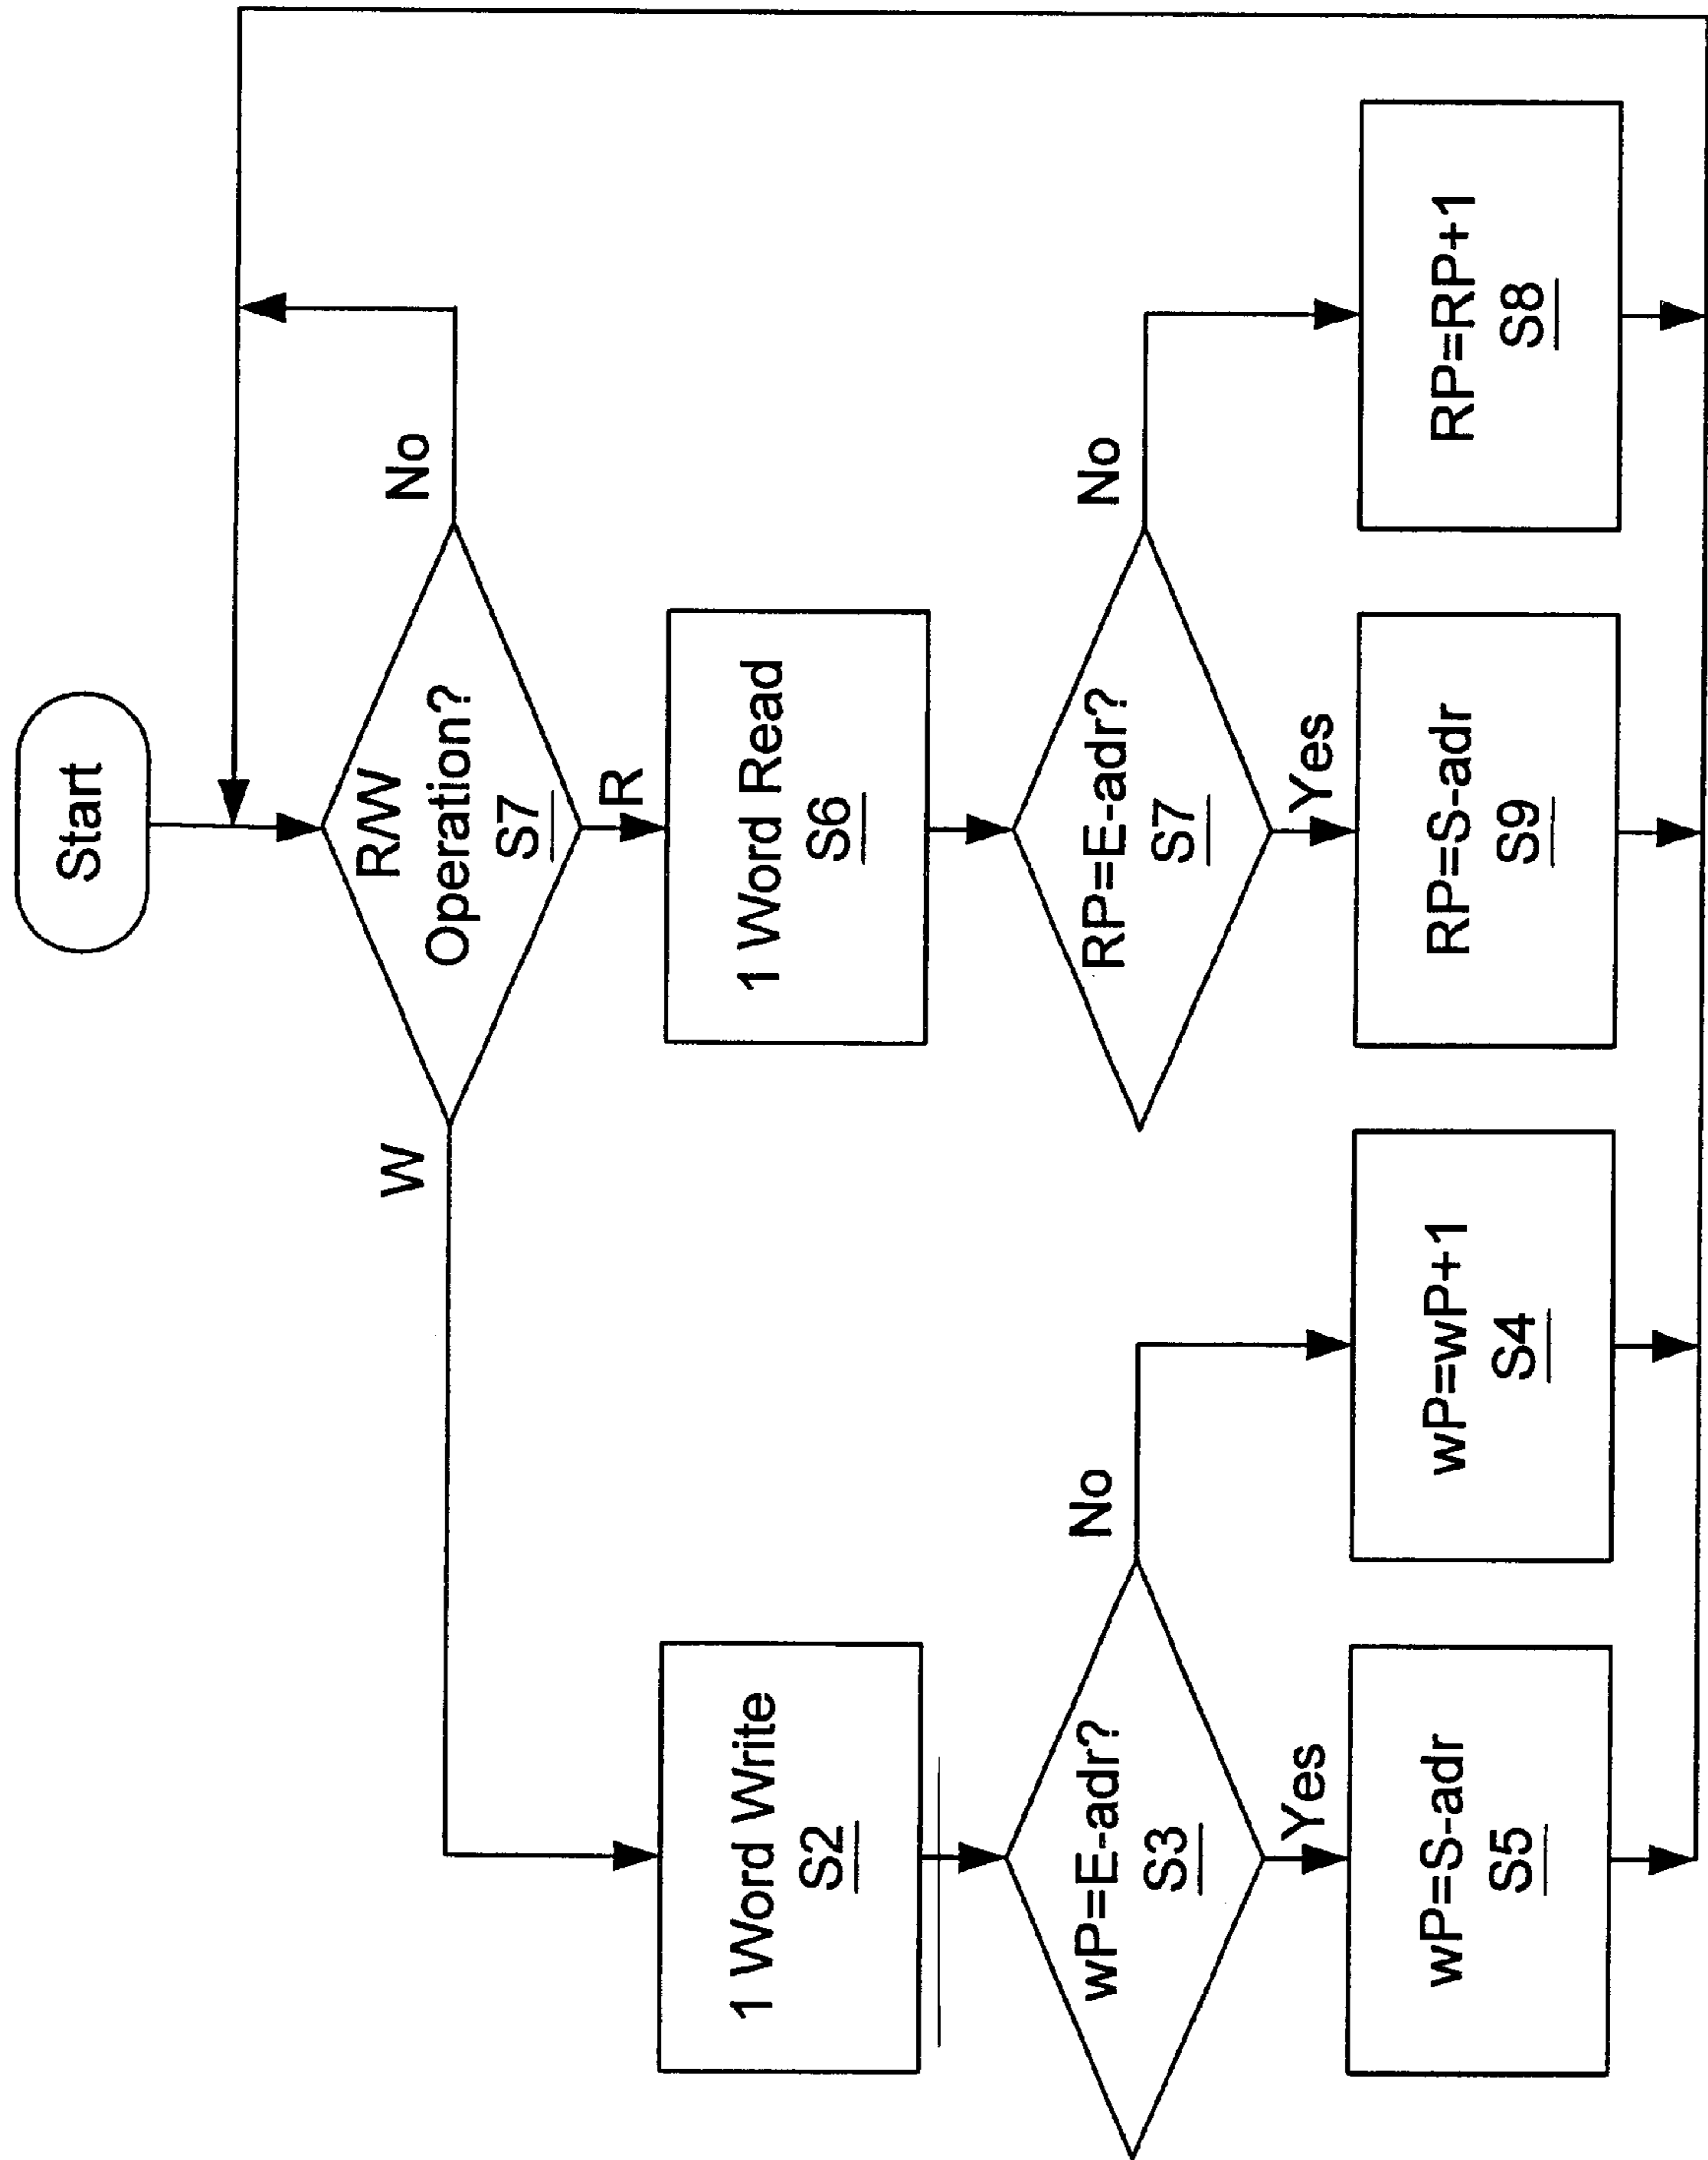 Start
R/W
Operation?
S7
No
W
R
1 Word Write
S2
1 Word Read
S6
wP=E-adr?
S3
No
Yes
RP=E-adr?
S7
No
Yes
wP=S-adr
S5
wP=wP+1
S4
RP=S-adr
S9
RP=RP+1
S8